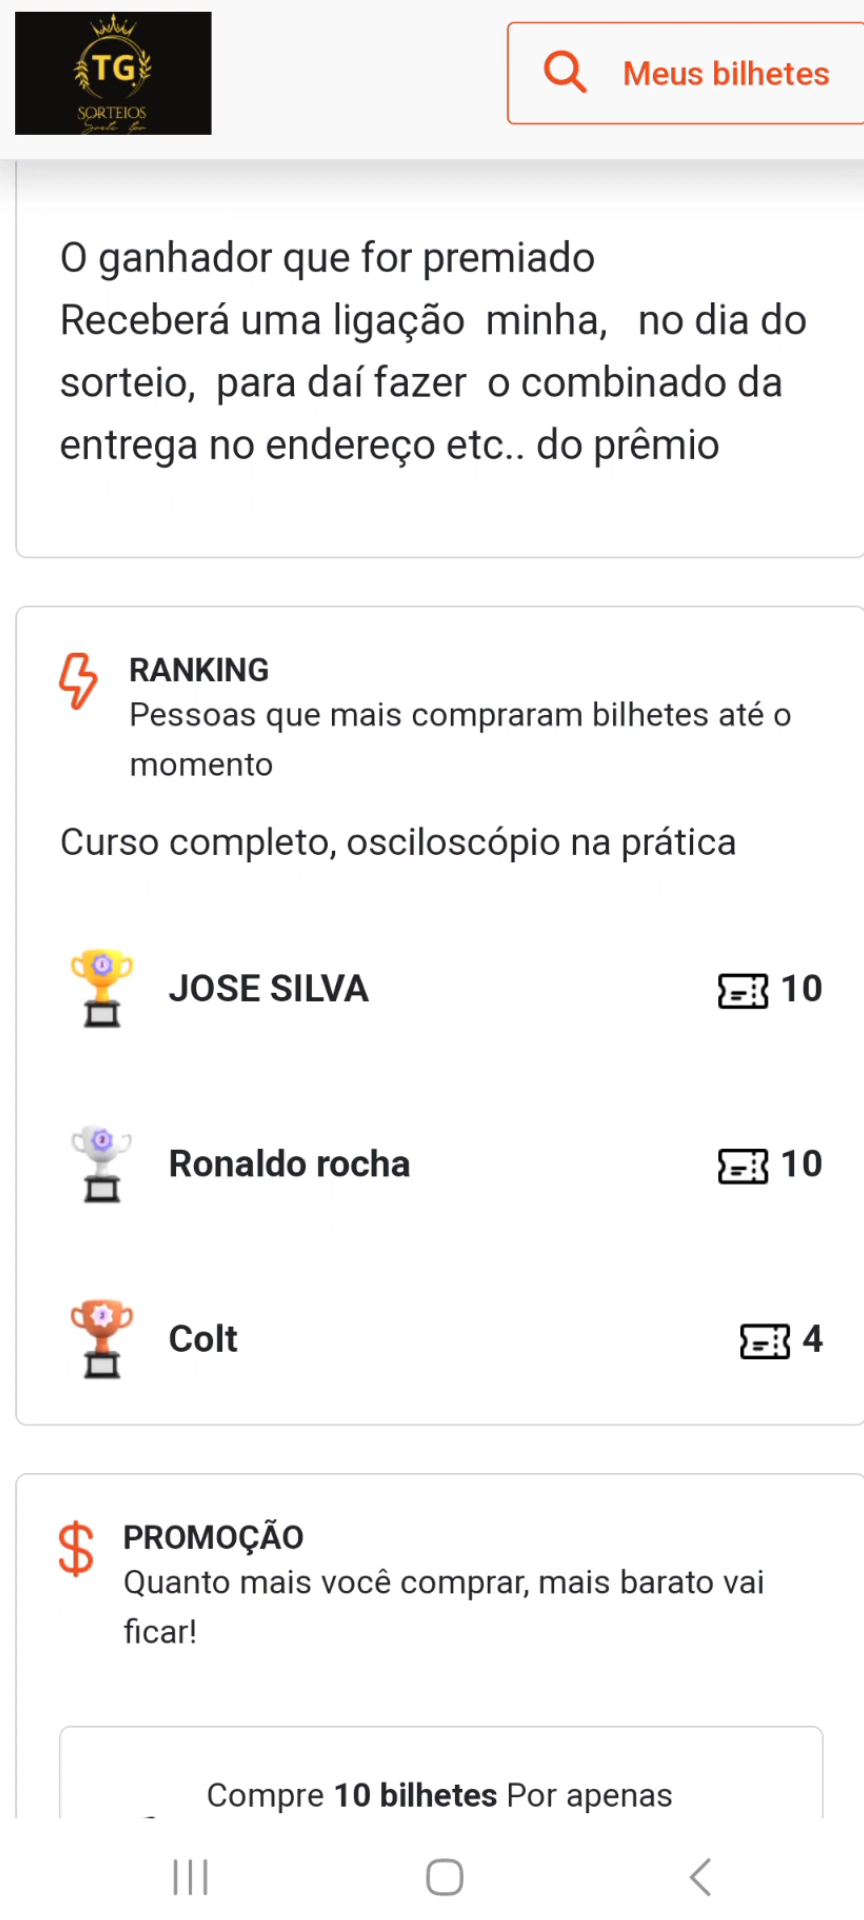 TG
SORTEIOS
Meus bilhetes
O ganhador que for premiado
Receberá uma ligação minha, no dia do
sorteio, para daí fazer o combinado da
entrega no endereço etc.. do prêmio
RANKING
Pessoas que mais compraram bilhetes até o
momento
Curso completo, osciloscópio na prática
JOSE SILVA 10
Ronaldo rocha 10
Colt 4
PROMOÇÃO
Quanto mais você comprar, mais barato vai
ficar!
Compre 10 bilhetes Por apenas